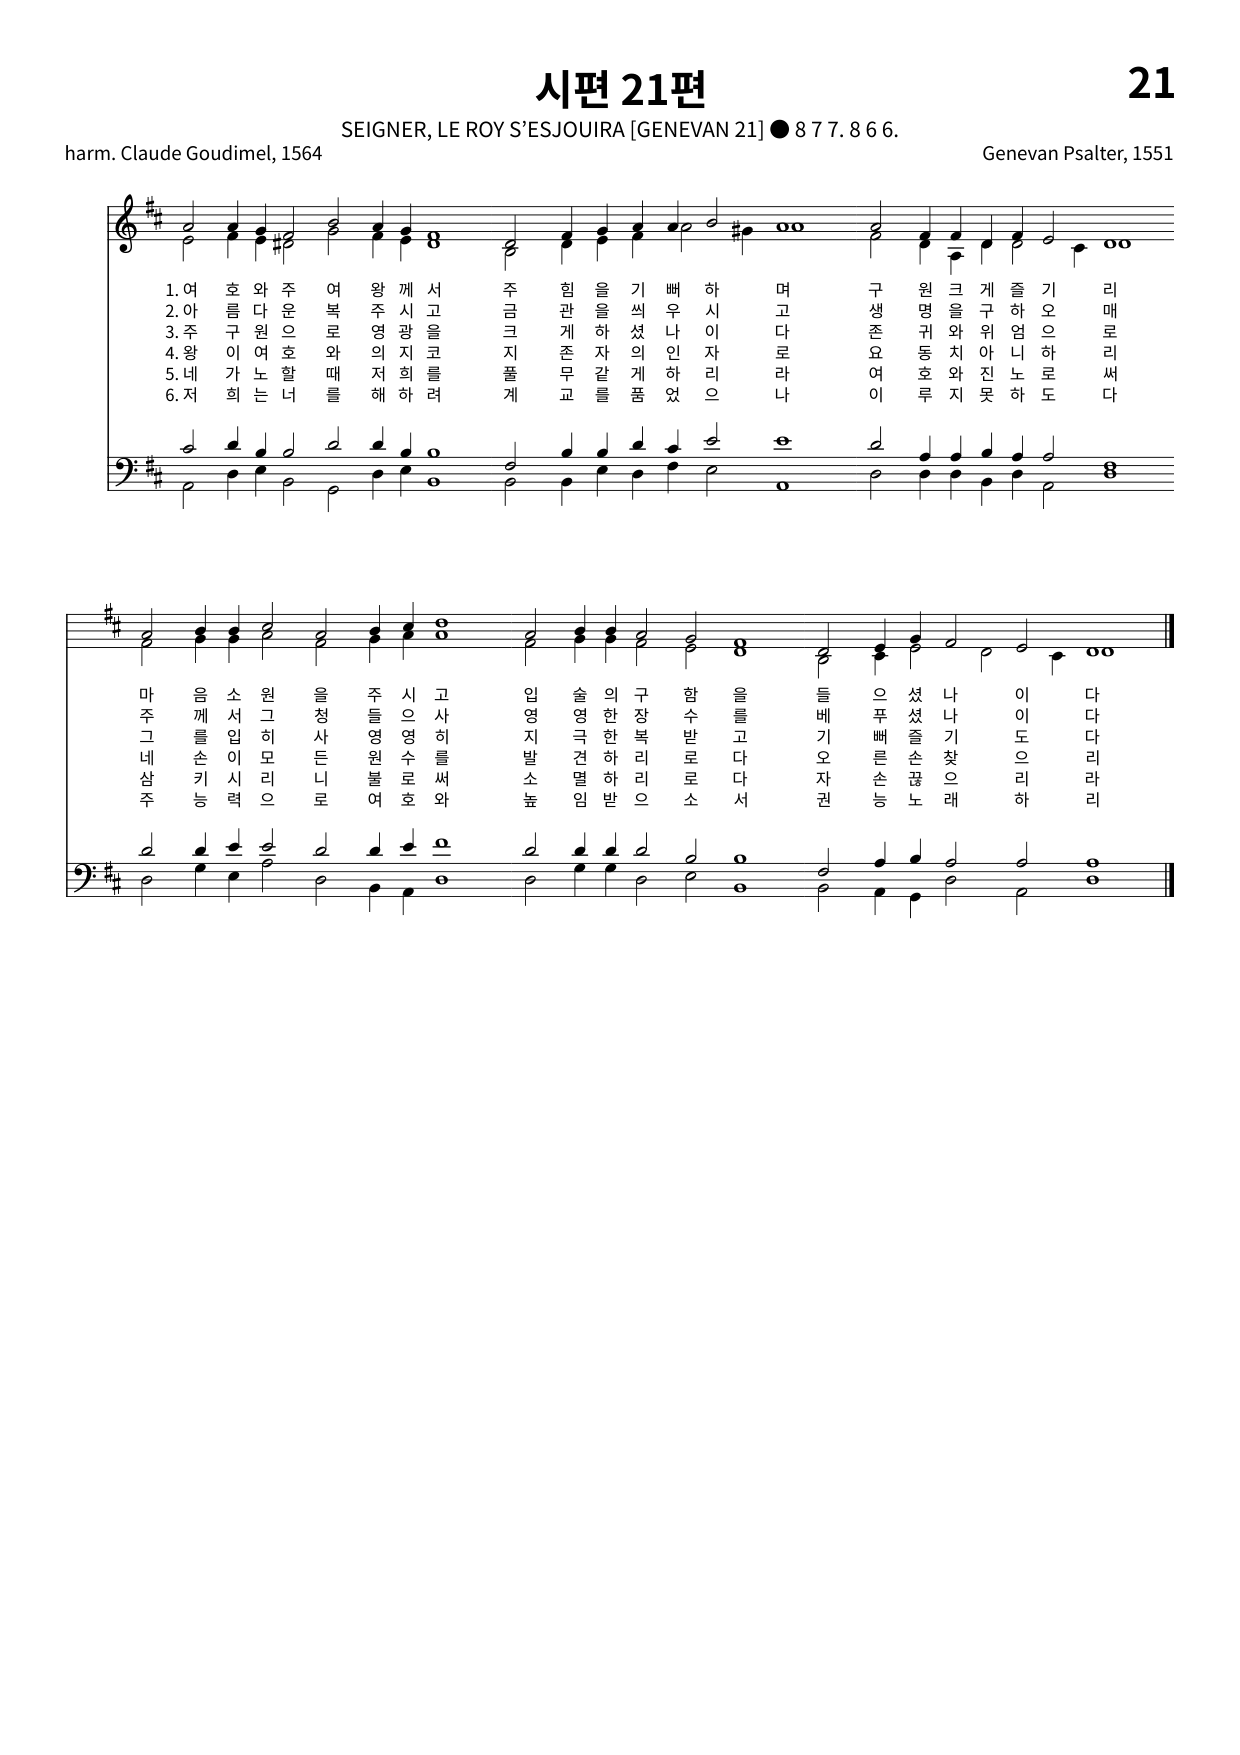 시편 21편
21
SEIGNER, LE ROY S’ESJOUIRA [GENEVAN 21] ● 8 7 7. 8 6 6.
harm. Claude Goudimel, 1564
Genevan Psalter, 1551
1. 여 호 와 주 여 왕 께 서 주 힘 을 기 뻐 하 며 구 원 크 게 즐 기 리
2. 아 름 다 운 복 주 시 고 금 관 을 씌 우 시 고 생 명 을 구 하 오 매
3. 주 구 원 으 로 영 광 을 크 게 하 셨 나 이 다 존 귀 와 위 엄 으 로
4. 왕 이 여 호 와 의 지 코 지 존 자 의 인 자 로 요 동 치 아 니 하 리
5. 네 가 노 할 때 저 희 를 풀 무 같 게 하 리 라 여 호 와 진 노 로 써
6. 저 희 는 너 를 해 하 려 계 교 를 품 었 으 나 이 루 지 못 하 도 다
마 음 소 원 을 주 시 고 입 술 의 구 함 을 들 으 셨 나 이 다
주 께 서 그 청 들 으 사 영 영 한 장 수 를 베 푸 셨 나 이 다
그 를 입 히 사 영 영 히 지 극 한 복 받 고 기 뻐 즐 기 도 다
네 손 이 모 든 원 수 를 발 견 하 리 로 다 오 른 손 찾 으 리
삼 키 시 리 니 불 로 써 소 멸 하 리 로 다 자 손 끊 으 리 라
주 능 력 으 로 여 호 와 높 임 받 으 소 서 권 능 노 래 하 리